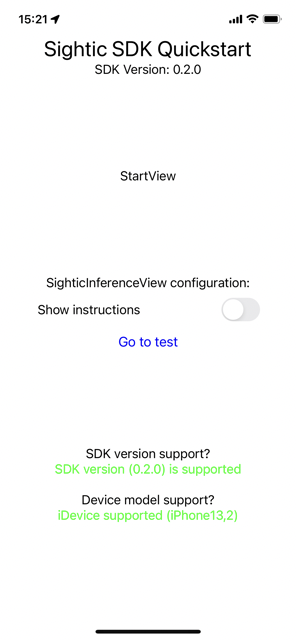 15:21
Sightic SDK Quickstart
SDK Version: 0.2.0
StartView
SighticInferenceView configuration:
Show instructions
Go to test
SDK version support?
SDK version (0.2.0) is supported
Device model support?
iDevice supported (iPhone13,2)